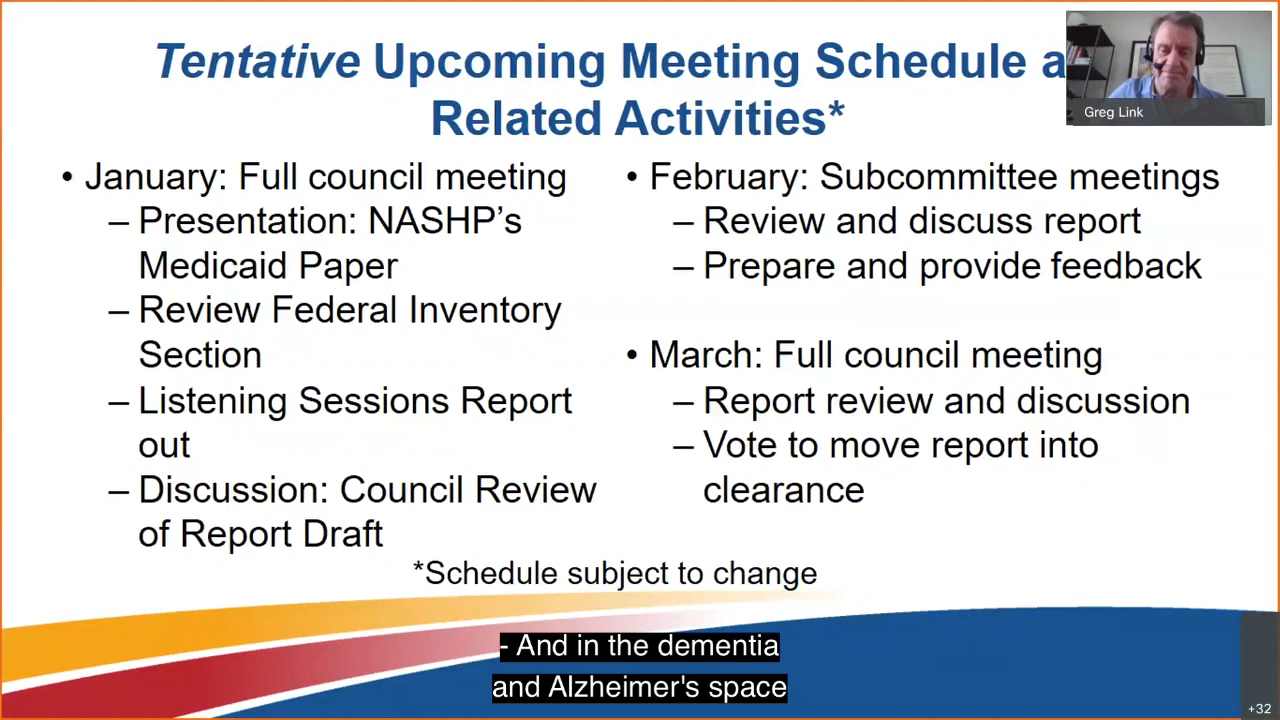 Tentative Upcoming Meeting Schedule a
Related Activities*
Greg Link
• January: Full council meeting
– Presentation: NASHP’s
Medicaid Paper
– Review Federal Inventory
Section
– Listening Sessions Report
out
– Discussion: Council Review
of Report Draft
• February: Subcommittee meetings
– Review and discuss report
– Prepare and provide feedback
• March: Full council meeting
– Report review and discussion
– Vote to move report into
clearance
*Schedule subject to change
- And in the dementia
and Alzheimer's space
+32